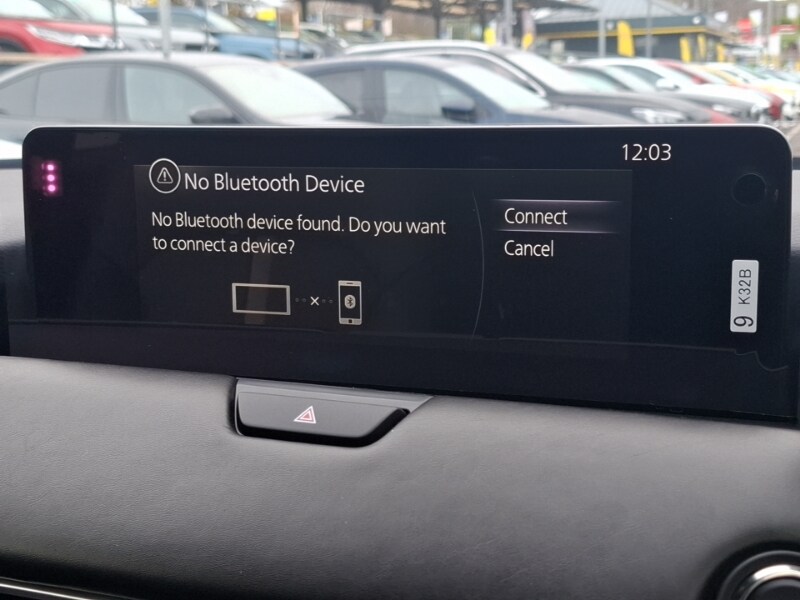 12:03
No Bluetooth Device
No Bluetooth device found. Do you want
to connect a device?
Connect
Cancel
9 K32B